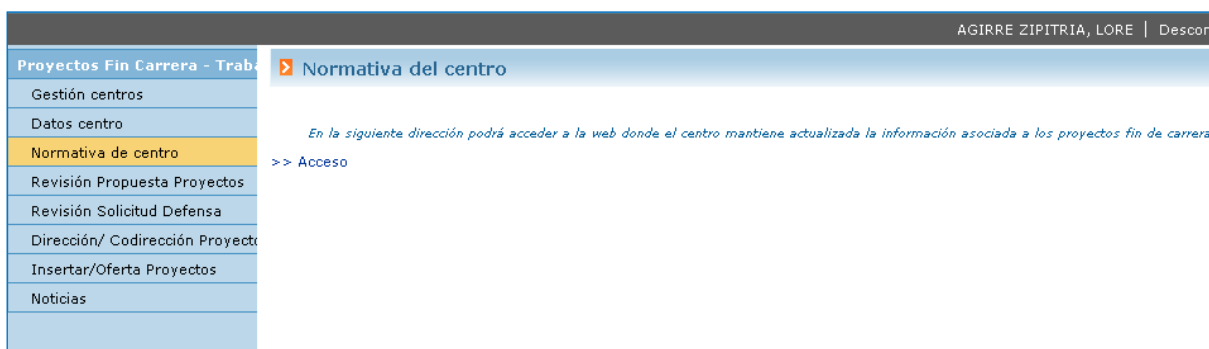 AGIRRE ZIPITRIA, LORE | Descor
Proyectos Fin Carrera - Traba
Gestión centros
Datos centro
Normativa de centro
Revisión Propuesta Proyectos
Revisión Solicitud Defensa
Dirección/ Codirección Proyecto
Insertar/Oferta Proyectos
Noticias
Normativa del centro
En la siguiente dirección podrá acceder a la web donde el centro mantiene actualizada la información asociada a los proyectos fin de carrera
>> Acceso